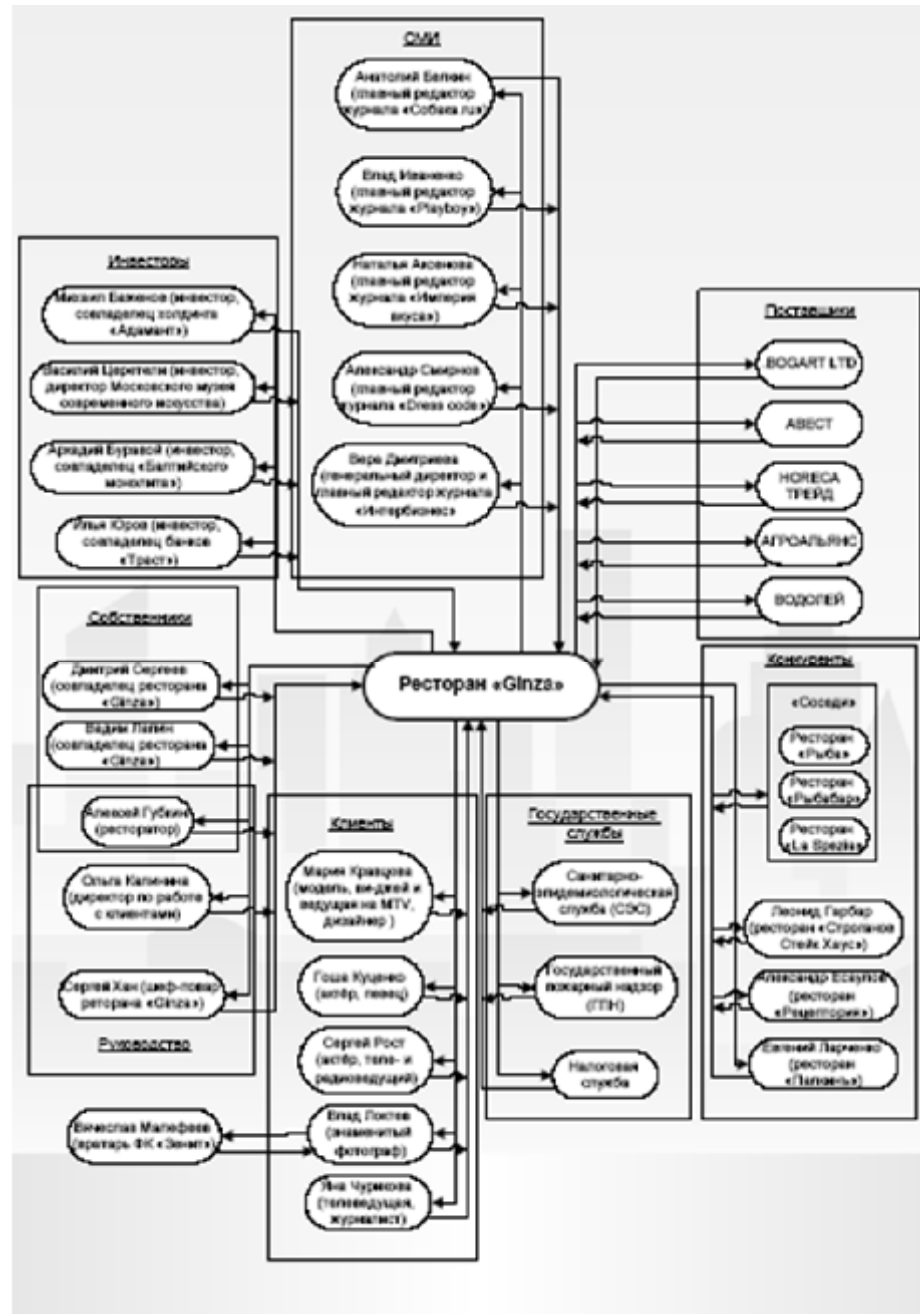 СМИ
Анатолий Белкин
(главный редактор
журнала «Собака.ru»)
Влад Иваненко
(главный редактор
журнала «Playboy»)
Наталья Аксенова
(главный редактор
журнала «Империя
вкуса»)
Александр Смирнов
(главный редактор
журнала «Dress code»)
Вера Дмитриева
(генеральный директор и
главный редактор журнала
«Интербизнес»
Инвесторы
Михаил Баженов (инвестор,
совладелец холдинга
«Адамант»)
Василий Церетели (инвестор,
директор Московского музея
современного искусства)
Аркадий Буравой (инвестор,
совладелец «Балтийского
монолита»)
Илья Юров (инвестор,
совладелец банков
«Траст»)
Поставщики
BOGART LTD
АВЕСТ
HORECA
ТРЕЙД
АГРОАЛЬЯНС
ВОДОЛЕЙ
Собственники
Дмитрий Сергеев
(совладелец ресторана
«Ginza»)
Вадим Лапин
(совладелец ресторана
«Ginza»)
Алексей Губкин
(ресторатор)
Ольга Калинина
(директор по работе
с клиентами)
Сергей Хан (шеф-повар
реторана «Ginza»)
Руководство
Ресторан «Ginza»
Конкуренты
«Соседи»
Ресторан
«Рыба»
Ресторан
«Рыбабар»
Ресторан
«La Spezia»
Леонид Гарбар
(ресторан «Строганов
Стейк Хаус»)
Александр Есаулов
(ресторан
«Рецептория»)
Евгений Ларченко
(ресторан
«Палкинъ»)
Клиенты
Мария Кравцова
(модель, ви-джей и
ведущая на MTV,
дизайнер )
Гоша Куценко
(актёр, певец)
Сергей Рост
(актёр, теле- и
радиоведущий)
Влад Локтев
(знаменитый
фотограф)
Яна Чурикова
(телеведущая,
журналист)
Вячеслав Малафеев
(вратарь ФК «Зенит»)
Государственные
службы
Санитарно-
эпидемиологическая
служба (СЭС)
Государственный
пожарный надзор
(ГПН)
Налоговая
служба